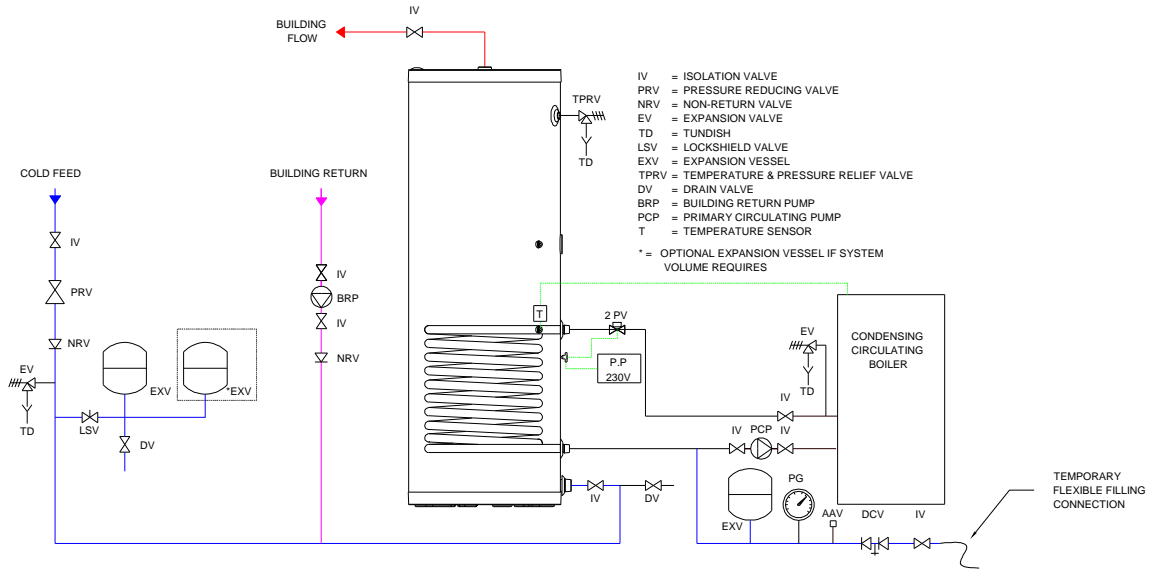 IV
BUILDING
FLOW
IV = ISOLATION VALVE
PRV = PRESSURE REDUCING VALVE
NRV = NON-RETURN VALVE
EV = EXPANSION VALVE
TD = TUNDISH
LSV = LOCKSHIELD VALVE
EXV = EXPANSION VESSEL
TPRV = TEMPERATURE & PRESSURE RELIEF VALVE
DV = DRAIN VALVE
BRP = BUILDING RETURN PUMP
PCP = PRIMARY CIRCULATING PUMP
T = TEMPERATURE SENSOR
* = OPTIONAL EXPANSION VESSEL IF SYSTEM
VOLUME REQUIRES
TPRV
TD
COLD FEED
BUILDING RETURN
IV
PRV
NRV
EV
TD
LSV
EXV
*EXV
DV
IV
BRP
IV
NRV
T
2 PV
P.P
230V
CONDENSING
CIRCULATING
BOILER
EV
TD
IV
IV
PCP
IV
IV
DV
EXV
PG
AAV
DCV
IV
TEMPORARY
FLEXIBLE FILLING
CONNECTION